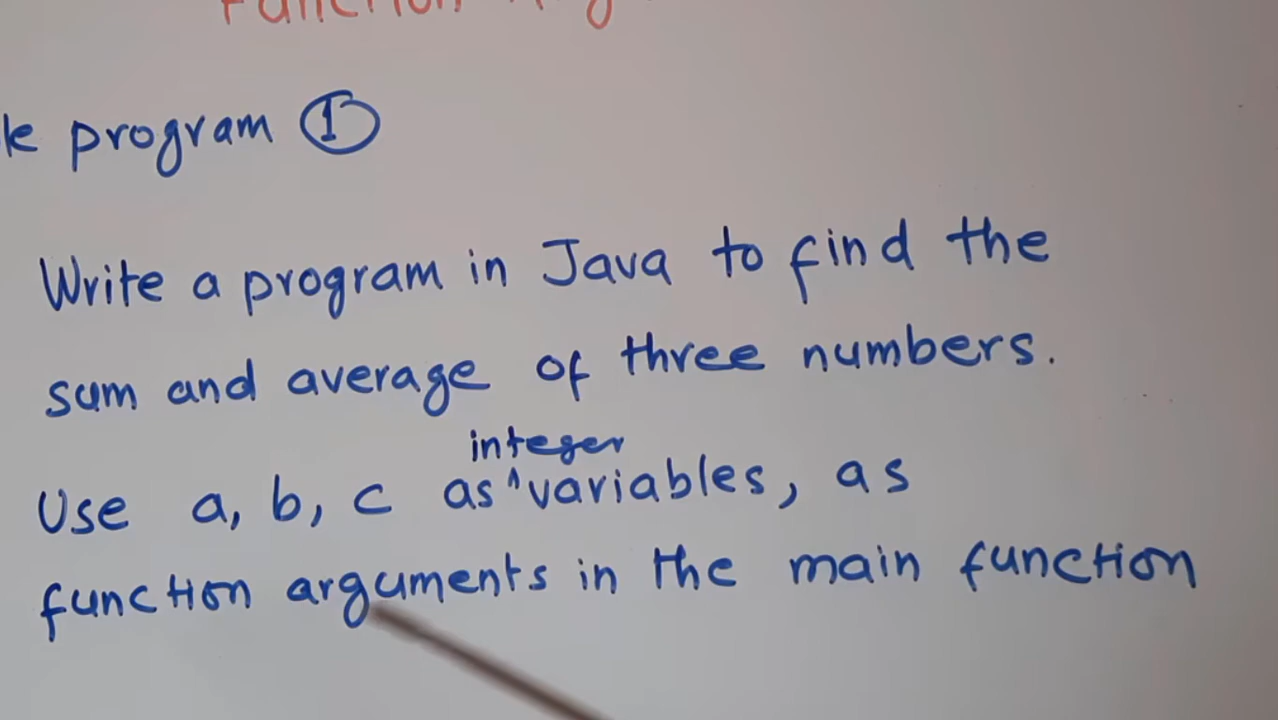 Function
program 1
Write a program in Java to find the
sum and average of three numbers.
integer
Use a, b, c as ^ variables, as
function arguments in the main function